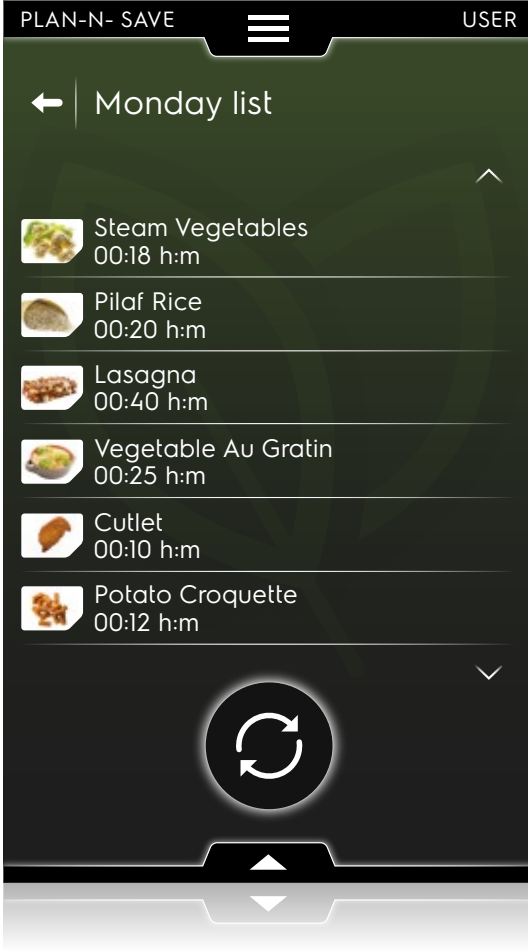 PLAN-N- SAVE
USER
Monday list
Steam Vegetables
00:18 h:m
Pilaf Rice
00:20 h:m
Lasagna
00:40 h:m
Vegetable Au Gratin
00:25 h:m
Cutlet
00:10 h:m
Potato Croquette
00:12 h:m